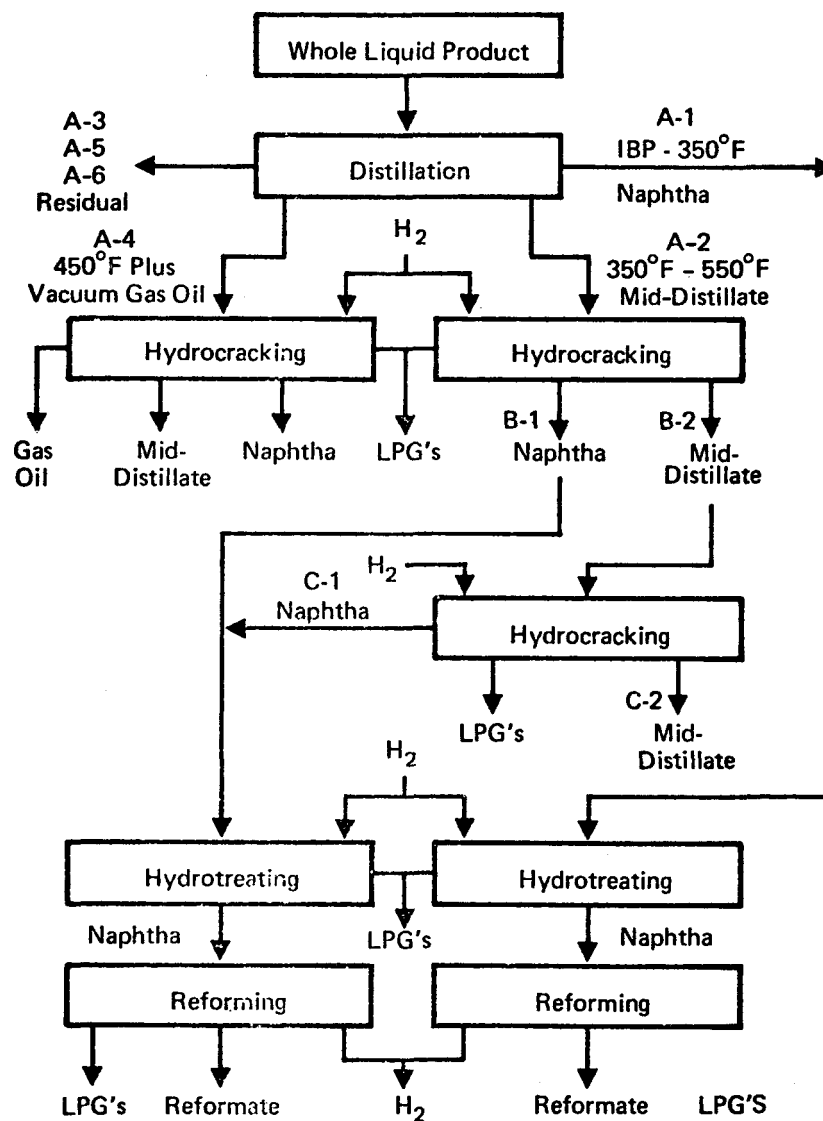 Whole Liquid Product
A-3
A-5
A-6
Residual
Distillation
A-1
IBP - 350°F
Naphtha
A-4
450°F Plus
Vacuum Gas Oil
H2
A-2
350°F - 550°F
Mid-Distillate
Hydrocracking
Hydrocracking
Gas
Oil
Mid-
Distillate
Naphtha
LPG's
B-1
Naphtha
B-2
Mid-
Distillate
H2
C-1
Naphtha
Hydrocracking
LPG's
C-2
Mid-
Distillate
H2
Hydrotreating
Hydrotreating
Naphtha
LPG's
Naphtha
Reforming
Reforming
LPG's
Reformate
H2
Reformate
LPG'S